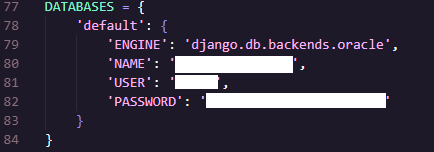 77 DATABASES = {
78 'default': {
79 'ENGINE': 'django.db.backends.oracle',
80 'NAME': '',
81 'USER': '',
82 'PASSWORD': '
83 }
84 }